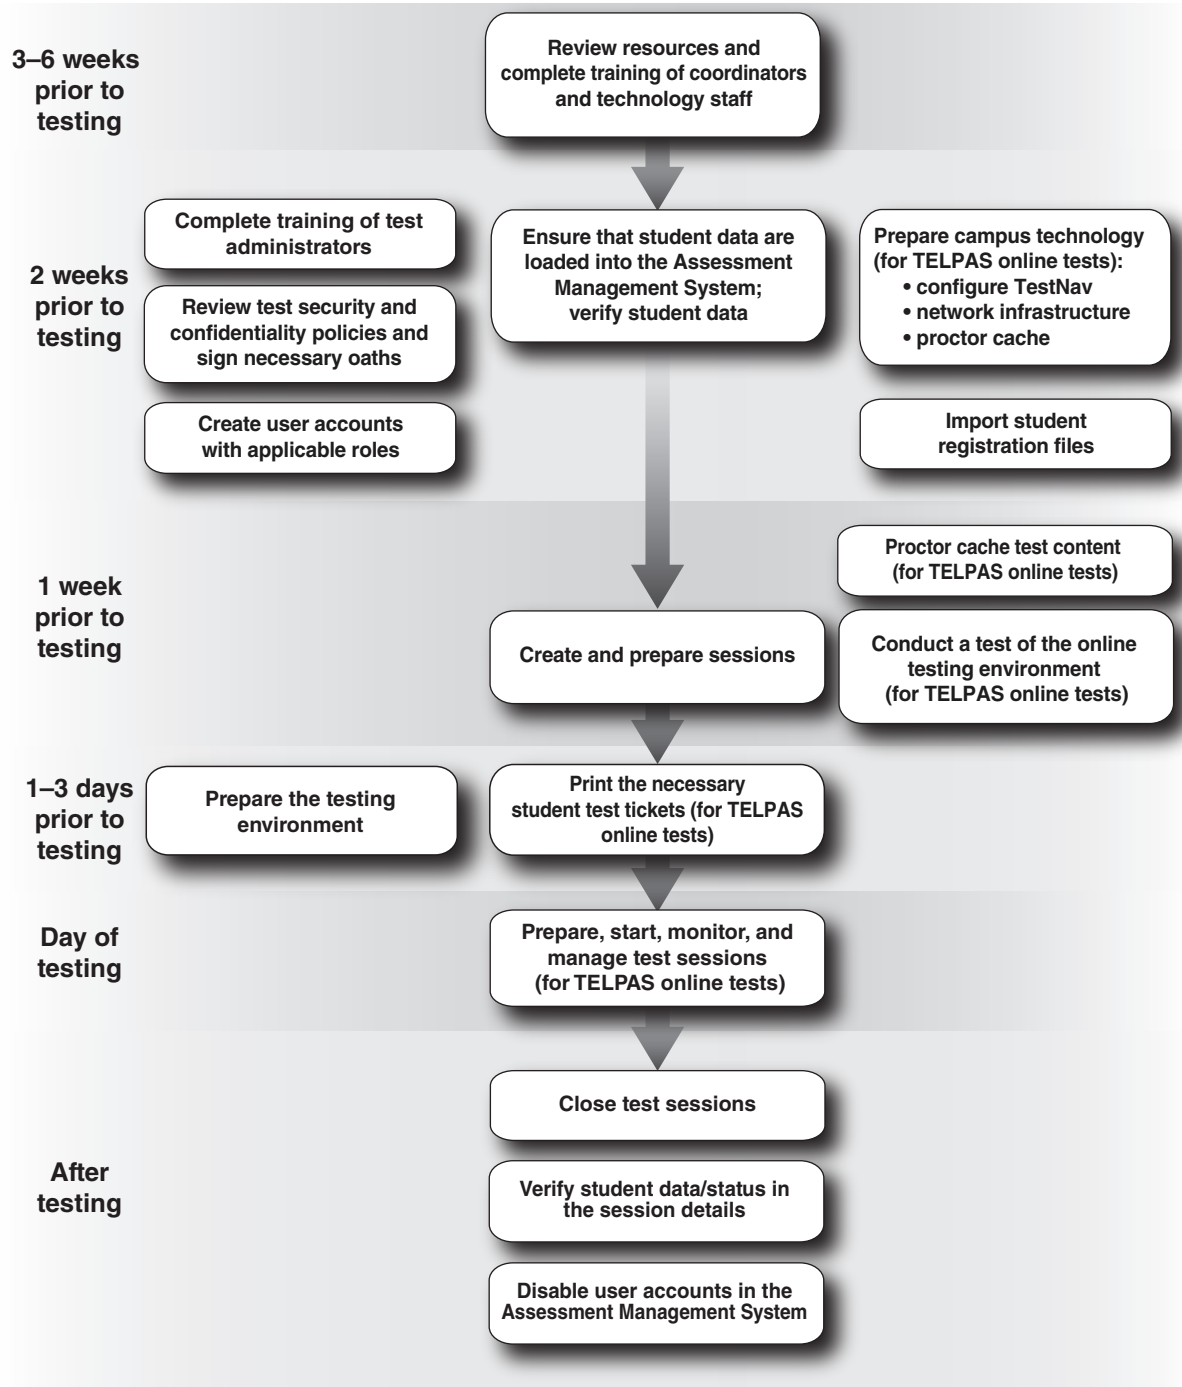 3–6 weeks
prior to
testing
Review resources and
complete training of coordinators
and technology staff
2 weeks
prior to
testing
Complete training of test
administrators
Review test security and
confidentiality policies and
sign necessary oaths
Create user accounts
with applicable roles
Ensure that student data are
loaded into the Assessment
Management System;
verify student data
Prepare campus technology
(for TELPAS online tests):
• configure TestNav
• network infrastructure
• proctor cache
Import student
registration files
1 week
prior to
testing
Create and prepare sessions
Proctor cache test content
(for TELPAS online tests)
Conduct a test of the online
testing environment
(for TELPAS online tests)
1–3 days
prior to
testing
Prepare the testing
environment
Print the necessary
student test tickets (for TELPAS
online tests)
Day of
testing
Prepare, start, monitor, and
manage test sessions
(for TELPAS online tests)
After
testing
Close test sessions
Verify student data/status in
the session details
Disable user accounts in the
Assessment Management System